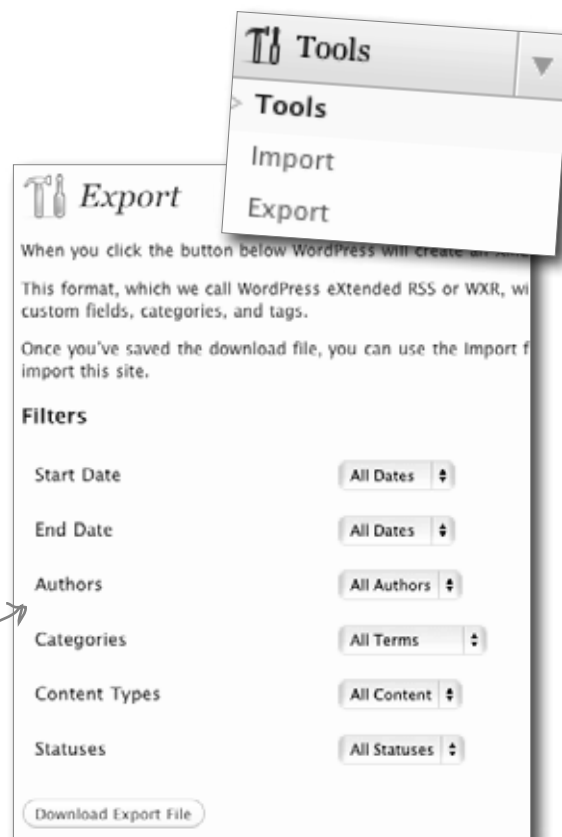 Tools
Tools
Import
Export
Export
When you click the button below WordPress will create an
This format, which we call WordPress eXtended RSS or WXR, wi
custom fields, categories, and tags.
Once you've saved the download file, you can use the Import f
import this site.
Filters
Start Date All Dates
End Date All Dates
Authors All Authors
Categories All Terms
Content Types All Content
Statuses All Statuses
Download Export File